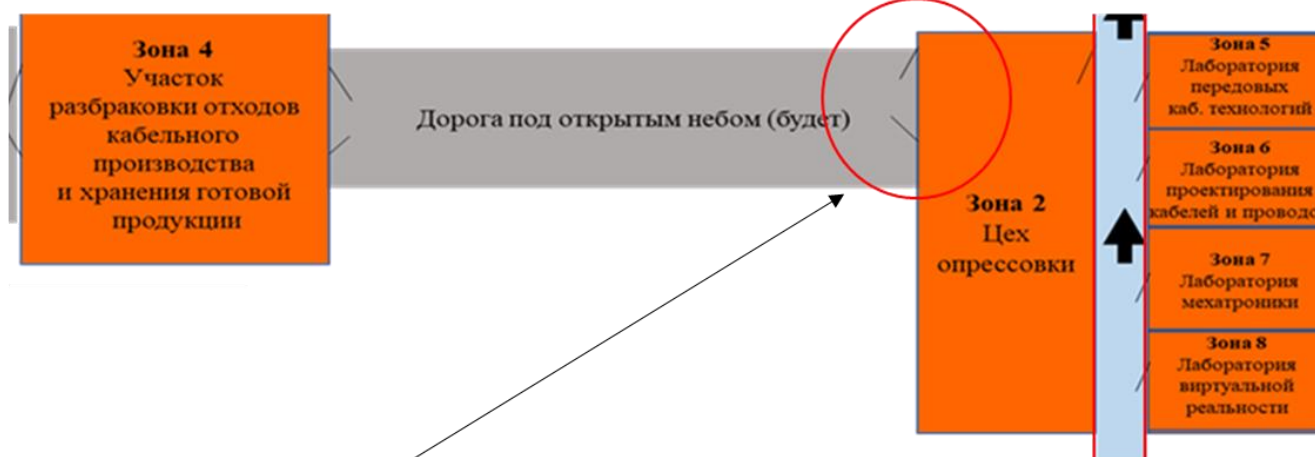 Зона 4
Участок
разбраковки отходов
кабельного
производства
и хранения готовой
продукции
Дорога под открытым небом (будет)
Зона 2
Цех
опрессовки
Зона 5
Лаборатория
передовых
каб. технологий
Зона 6
Лаборатория
проектирования
кабелей и проводо
Зона 7
Лаборатория
мехатроники
Зона 8
Лаборатория
виртуальной
реальности